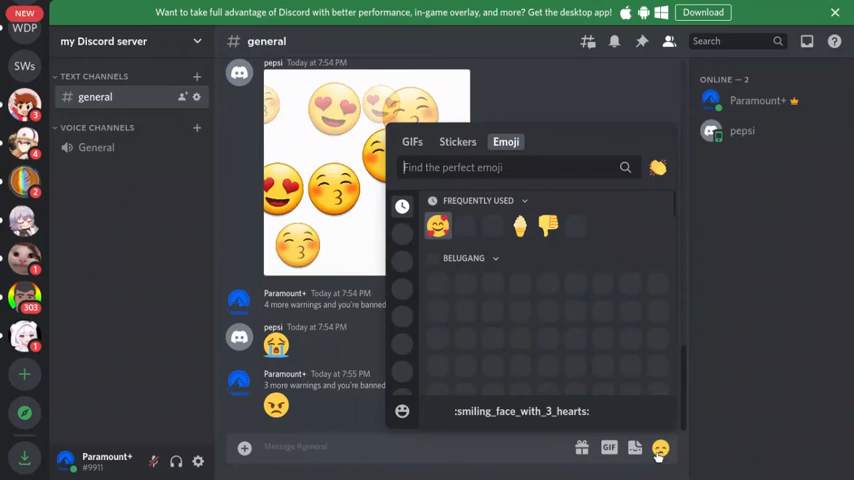 NEW
Want to take full advantage of Discord with better performance, in-game overlay, and more? Get the desktop app!
Download
WDP
my Discord server
# general
Search
SWs
TEXT CHANNELS
# general
VOICE CHANNELS
General
3
4
2
1
303
1
pepsi Today at 7:54 PM
Paramount+ Today at 7:54 PM
4 more warnings and you're banned
pepsi Today at 7:54 PM
Paramount+ Today at 7:55 PM
3 more warnings and you're banned
GIFs
Stickers
Emoji
Find the perfect emoji
FREQUENTLY USED
BELUGANG
:smiling_face_with_3_hearts:
Message #general
GIF
ONLINE — 2
Paramount+
pepsi
Paramount+
#9911